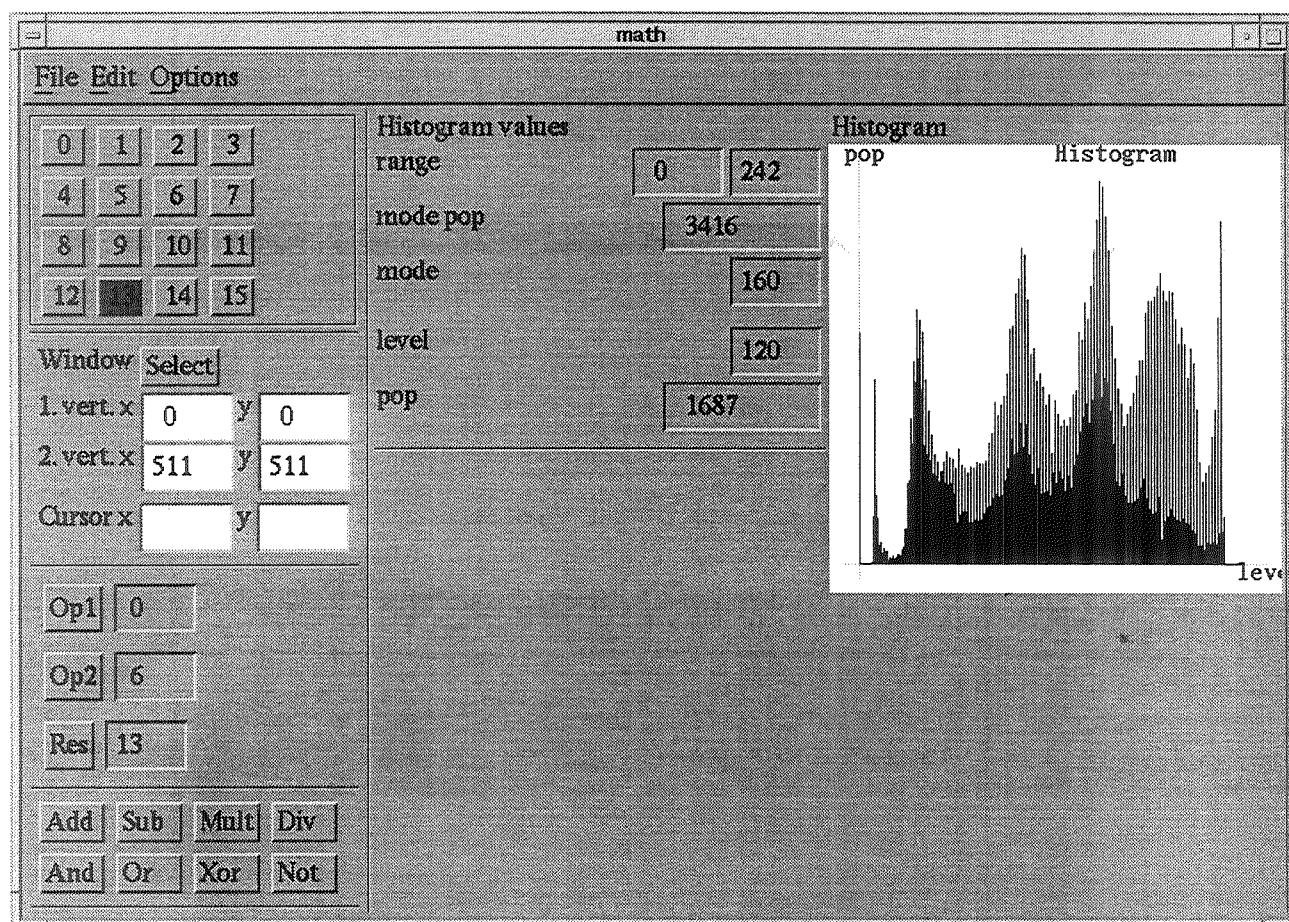 math
File Edit Options
0 1 2 3
4 5 6 7
8 9 10 11
12 13 14 15
Window Select
1. vert. x 0 y 0
2. vert. x 511 y 511
Cursor x y
Op1 0
Op2 6
Res 13
Add Sub Mult Div
And Or Xor Not
Histogram values
range 0 242
mode pop 3416
mode 160
level 120
pop 1687
Histogram
pop Histogram
leve